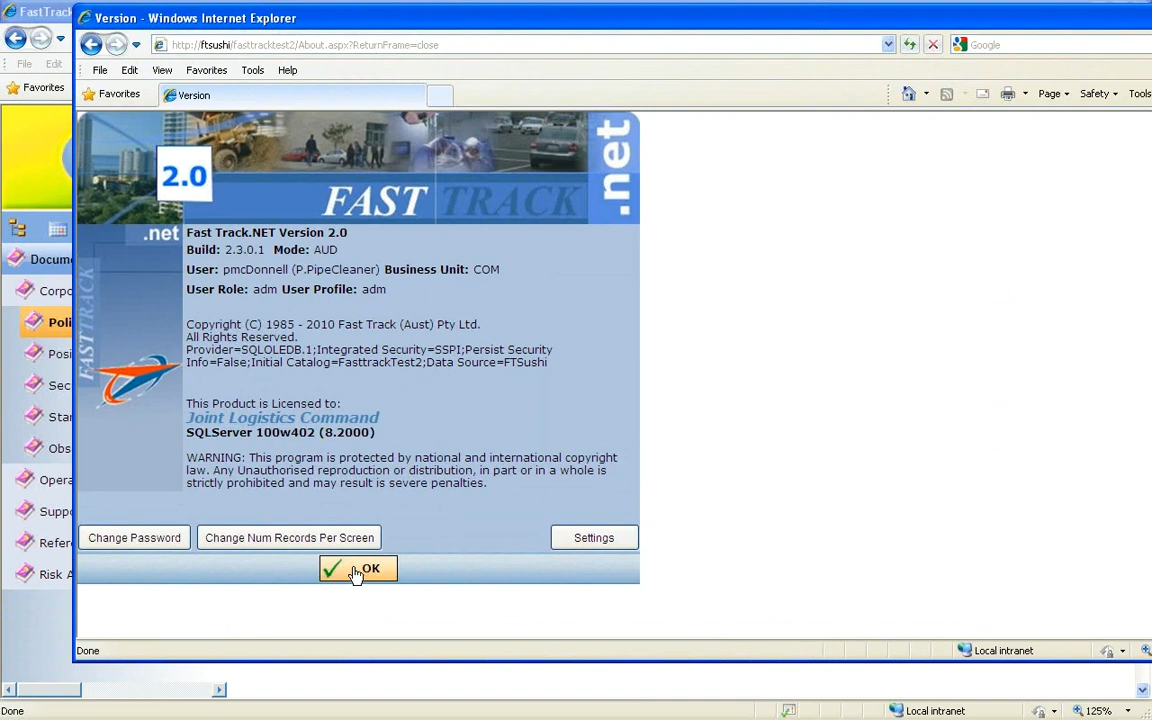 FastTrack
Version - Windows Internet Explorer
http://ftsushi/fasttracktest2/About.aspx?ReturnFrame=close
Google
File Edit
File Edit View Favorites Tools Help
Favorites
Favorites
Version
Page Safety Tools
2.0
FAST TRACK
.net
.net
FASTTRACK
Fast Track.NET Version 2.0
Build: 2.3.0.1 Mode: AUD
User: pmcDonnell (P.PipeCleaner) Business Unit: COM
User Role: adm User Profile: adm
Copyright (C) 1985 - 2010 Fast Track (Aust) Pty Ltd.
All Rights Reserved.
Provider=SQLOLEDB.1;Integrated Security=SSPI;Persist Security
Info=False;Initial Catalog=FasttrackTest2;Data Source=FTSushi
This Product is Licensed to:
Joint Logistics Command
SQLServer 100w402 (8.2000)
WARNING: This program is protected by national and international copyright
law. Any Unauthorised reproduction or distribution, in part or in a whole is
strictly prohibited and may result is severe penalties.
Change Password
Change Num Records Per Screen
Settings
OK
Docum
Corpo
Poli
Posi
Sec
Sta
Obs
Opera
Suppo
Refer
Risk A
Done
Local intranet
Done
Local intranet
125%